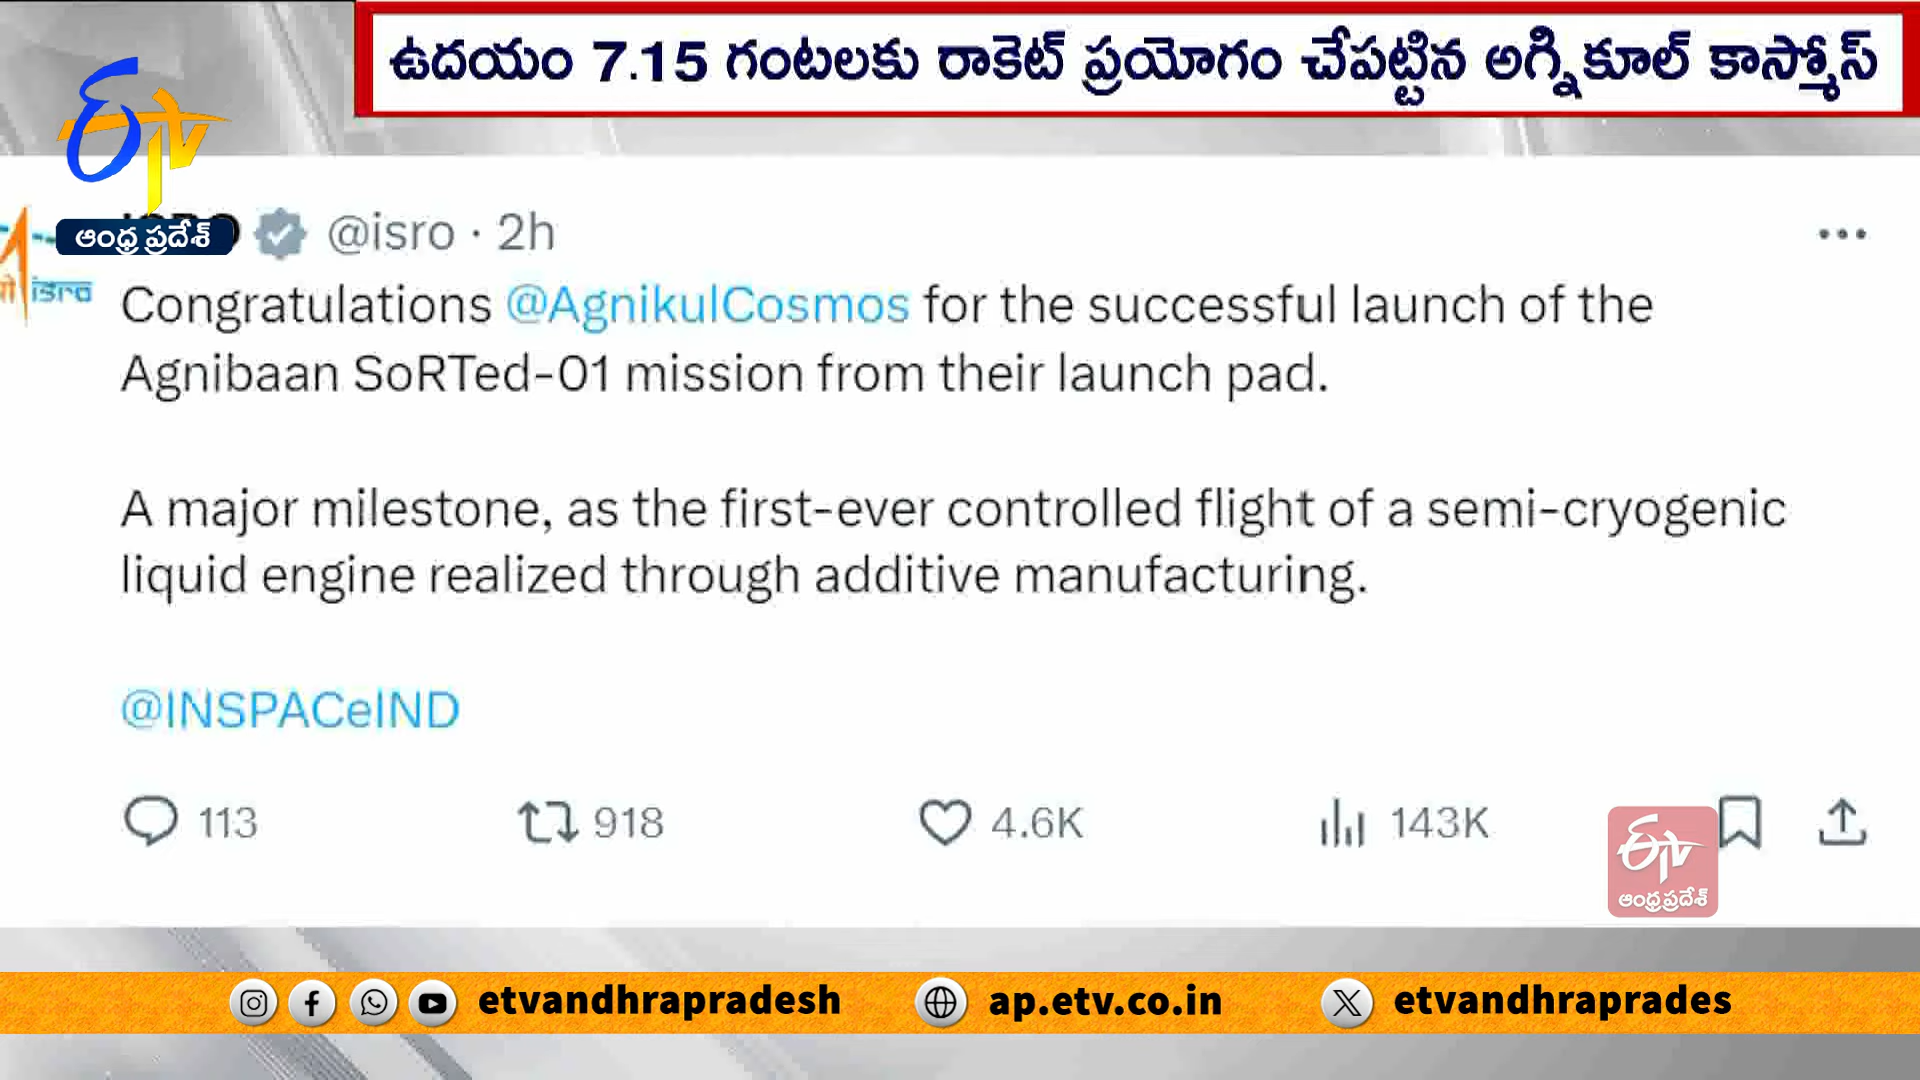 ఉదయం 7.15 గంటలకు రాకెట్ ప్రయోగం చేపట్టిన అగ్నికూల్ కాస్మోస్
ETV
ఆంధ్ర ప్రదేశ్
@isro · 2h
isro
Congratulations @AgnikulCosmos for the successful launch of the
Agnibaan SoRTed-01 mission from their launch pad.
A major milestone, as the first-ever controlled flight of a semi-cryogenic
liquid engine realized through additive manufacturing.
@INSPACeIND
113 918 4.6K 143K
ETV
ఆంధ్రప్రదేశ్
etvandhrapradesh ap.etv.co.in etvandhraprades